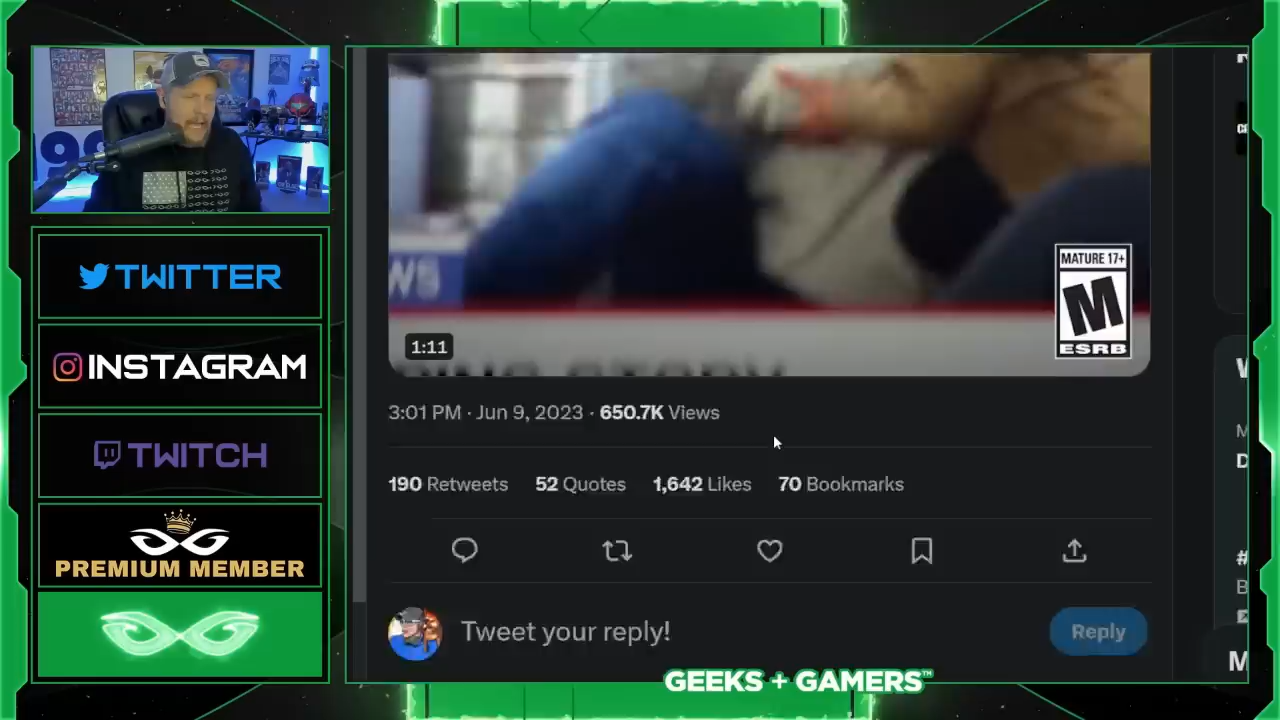 TWITTER
INSTAGRAM
TWITCH
PREMIUM MEMBER
WS
MATURE 17+
M
ESRB
1:11
3:01 PM · Jun 9, 2023 · 650.7K Views
190 Retweets 52 Quotes 1,642 Likes 70 Bookmarks
Tweet your reply!
Reply
GEEKS + GAMERS™